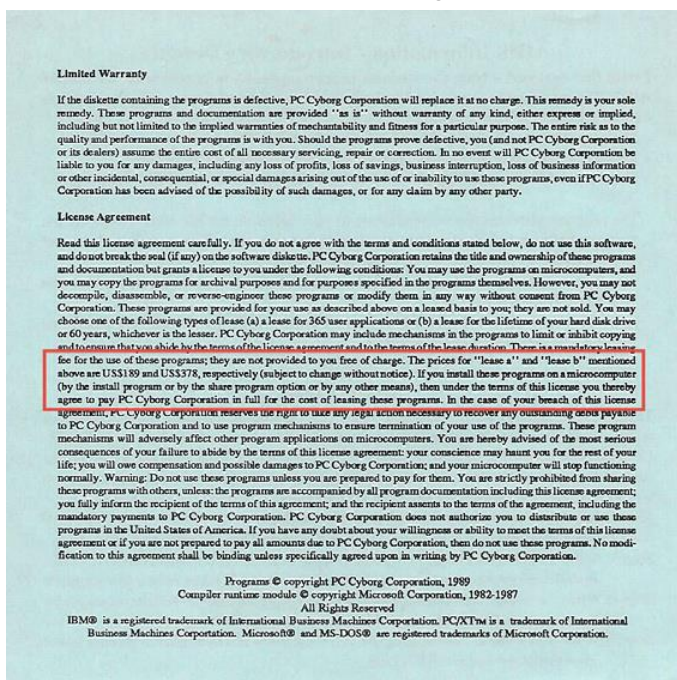 Limited Warranty
If the diskette containing the programs is defective, PC Cyborg Corporation will replace it at no charge. This remedy is your sole
remedy. These programs and documentation are provided "as is" without warranty of any kind, either express or implied,
including but not limited to the implied warranties of mechantability and fitness for a particular purpose. The entire risk as to the
quality and performance of the programs is with you. Should the programs prove defective, you (and not PC Cyborg Corporation
or its dealers) assume the entire cost of all necessary servicing, repair or correction. In no event will PC Cyborg Corporation be
liable to you for any damages, including any loss of profits, loss of savings, business interruption, loss of business information
or other incidental, consequential, or special damages arising out of the use of or inability to use these programs, even if PC Cyborg
Corporation has been advised of the possibility of such damages, or for any claim by any other party.
License Agreement
Read this license agreement carefully. If you do not agree with the terms and conditions stated below, do not use this software,
and do not break the seal (if any) on the software diskette. PC Cyborg Corporation retains the title and ownership of these programs
and documentation but grants a license to you under the following conditions: You may use the programs on microcomputers, and
you may copy the programs for archival purposes and for purposes specified in the programs themselves. However, you may not
decompile, disassemble, or reverse-engineer these programs or modify them in any way without consent from PC Cyborg
Corporation. These programs are provided for your use as described above on a leased basis to you; they are not sold. You may
choose one of the following types of lease (a) a lease for 365 user applications or (b) a lease for the lifetime of your hard disk drive
or 60 years, whichever is the lesser. PC Cyborg Corporation may include mechanisms in the programs to limit or inhibit copying
and to ensure that you abide by the terms of the license agreement and to the terms of the lease duration. There is a mandatory leasing
fee for the use of these programs; they are not provided to you free of charge. The prices for "lease a" and "lease b" mentioned
above are US$189 and US$378, respectively (subject to change without notice). If you install these programs on a microcomputer
(by the install program or by the share program option or by any other means), then under the terms of this license you thereby
agree to pay PC Cyborg Corporation in full for the cost of leasing these programs. In the case of your breach of this license
agreement, PC Cyborg Corporation reserves the right to take any legal action necessary to recover any outstanding debts payable
to PC Cyborg Corporation and to use program mechanisms to ensure termination of your use of the programs. These program
mechanisms will adversely affect other program applications on microcomputers. You are hereby advised of the most serious
consequences of your failure to abide by the terms of this license agreement: your conscience may haunt you for the rest of your
life; you will owe compensation and possible damages to PC Cyborg Corporation; and your microcomputer will stop functioning
normally. Warning: Do not use these programs unless you are prepared to pay for them. You are strictly prohibited from sharing
these programs with others, unless: the programs are accompanied by all program documentation including this license agreement;
you fully inform the recipient of the terms of this agreement; and the recipient assents to the terms of the agreement, including the
mandatory payments to PC Cyborg Corporation. PC Cyborg Corporation does not authorize you to distribute or use these
programs in the United States of America. If you have any doubt about your willingness or ability to meet the terms of this license
agreement or if you are not prepared to pay all amounts due to PC Cyborg Corporation, then do not use these programs. No modi-
fication to this agreement shall be binding unless specifically agreed upon in writing by PC Cyborg Corporation.
Programs © copyright PC Cyborg Corporation, 1989
Compiler runtime module © copyright Microsoft Corporation, 1982-1987
All Rights Reserved
IBM® is a registered trademark of International Business Machines Corportation. PC/XT™ is a trademark of International
Business Machines Corportation. Microsoft® and MS-DOS® are registered trademarks of Microsoft Corporation.